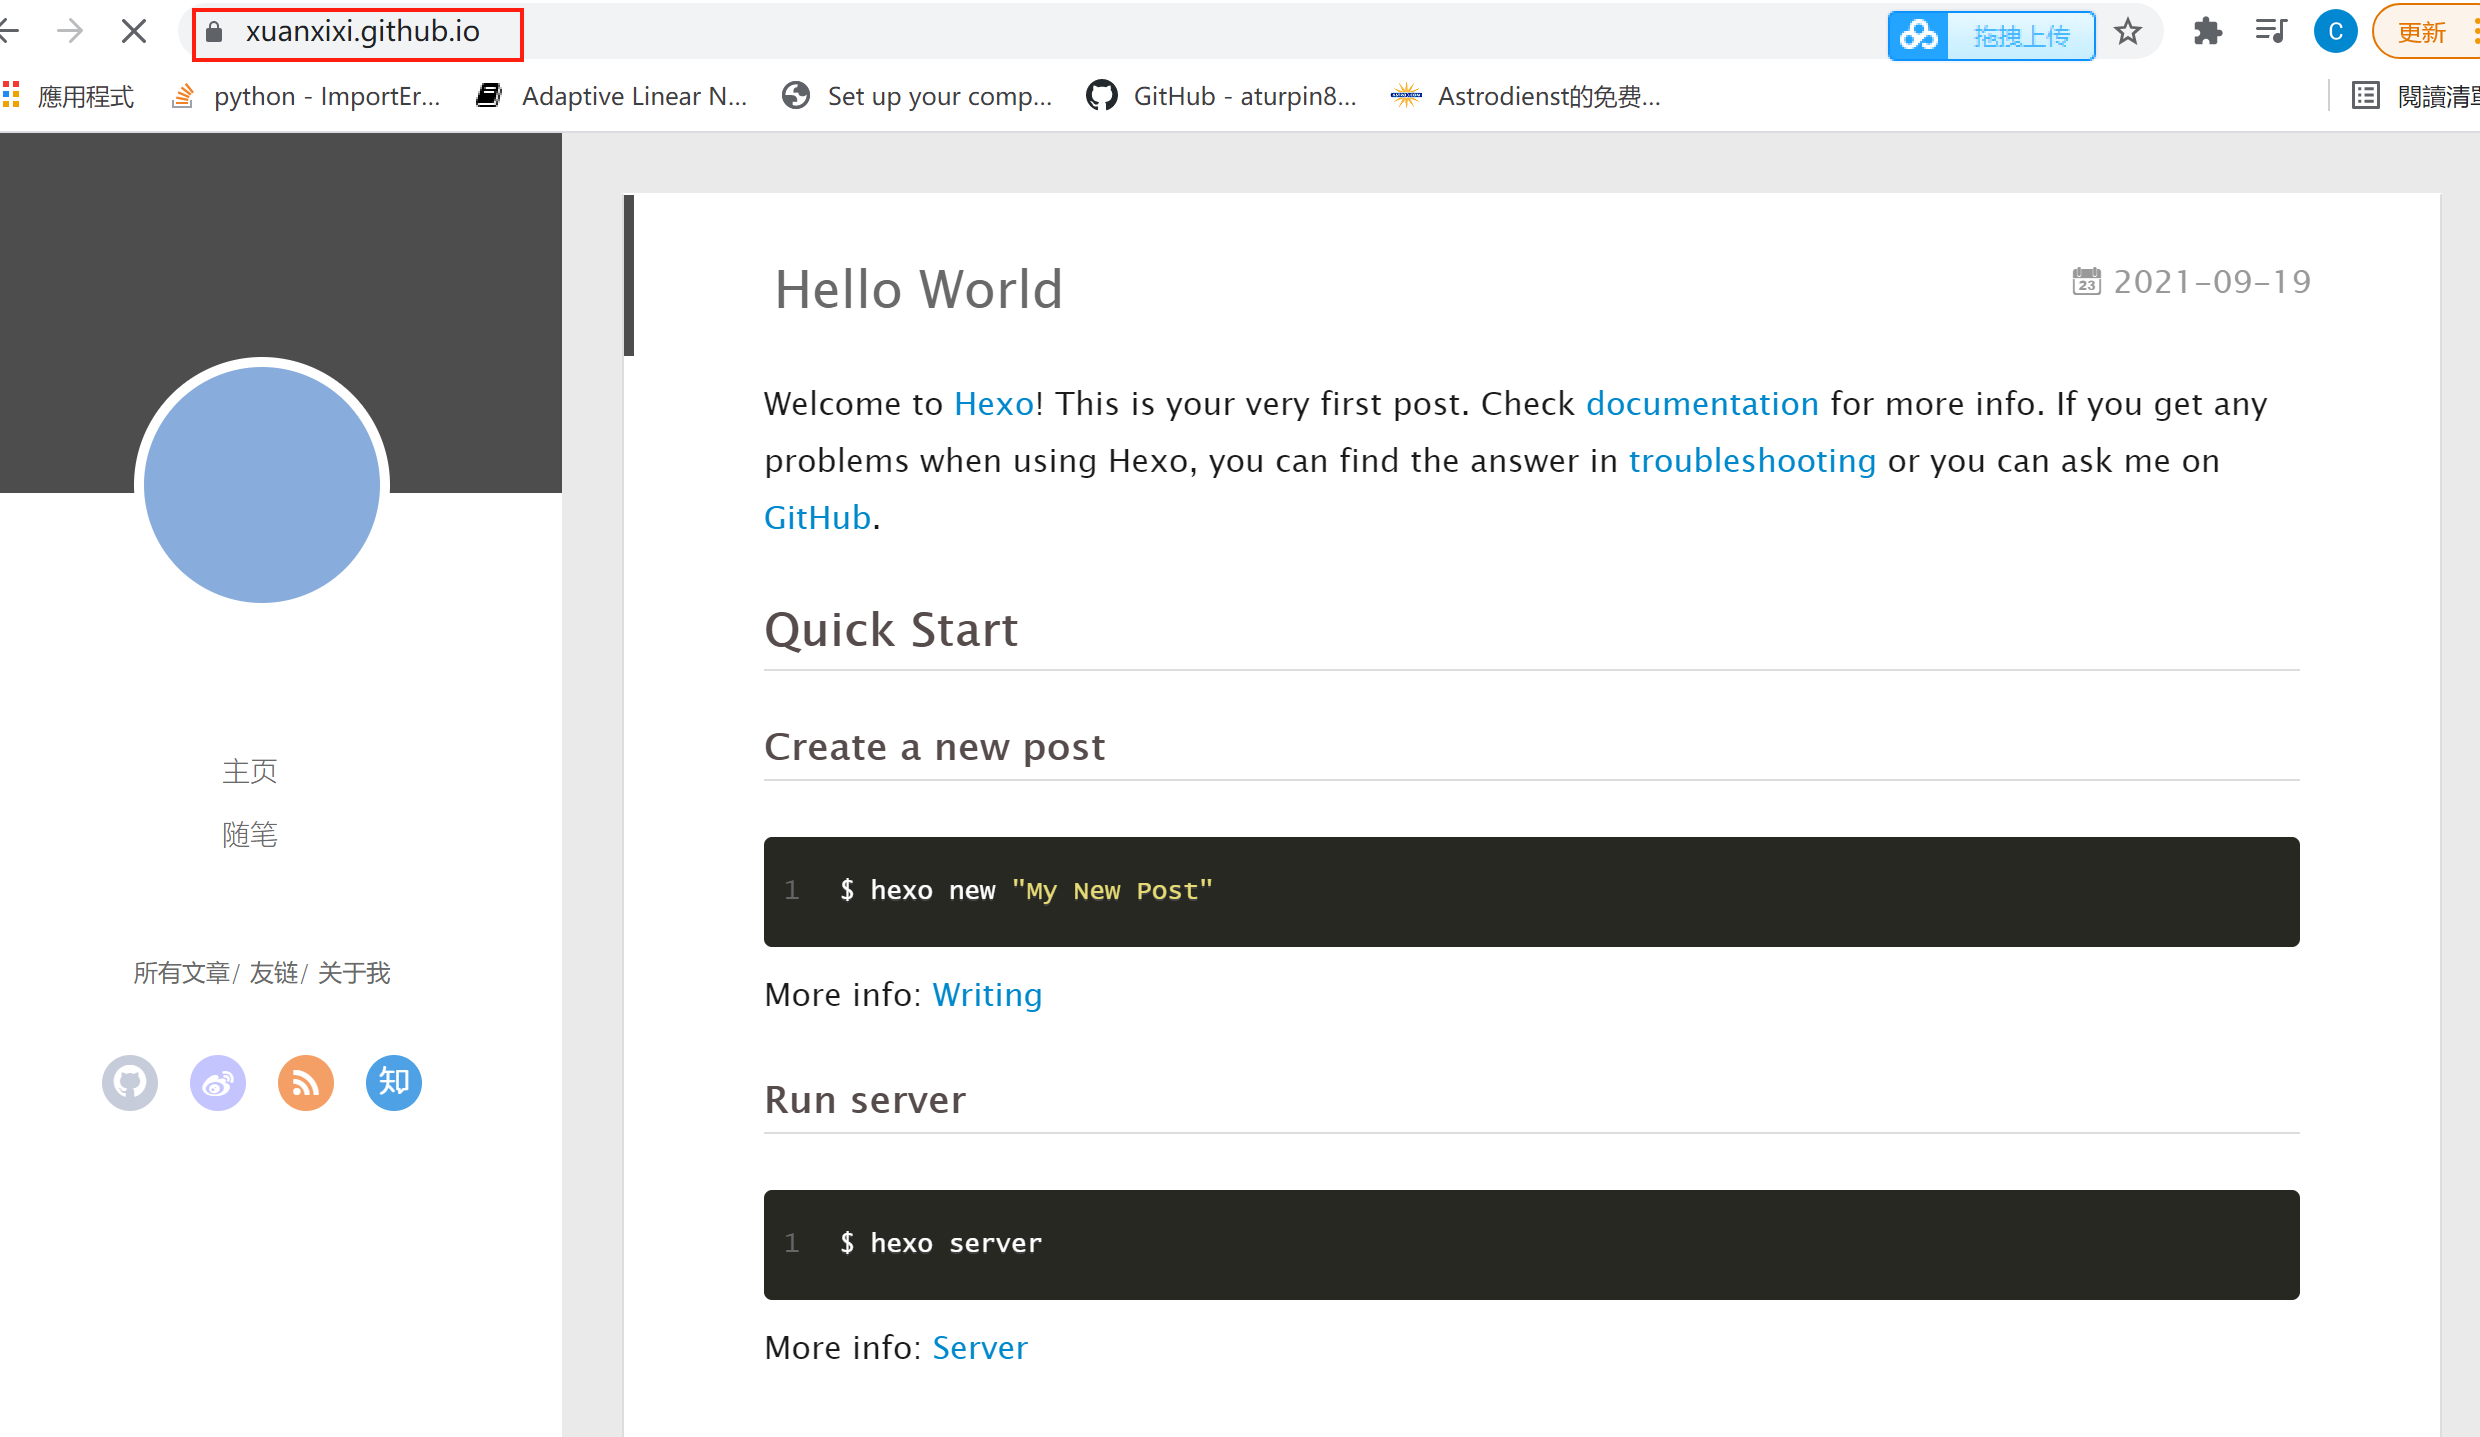 xuanxixi.github.io
拖拽上传
C
更新
應用程式
python - ImportEr...
Adaptive Linear N...
Set up your comp...
GitHub - aturpin8...
Astrodienst的免费...
閱讀清單
Hello World
23 2021-09-19
Welcome to Hexo! This is your very first post. Check documentation for more info. If you get any
problems when using Hexo, you can find the answer in troubleshooting or you can ask me on
GitHub.
Quick Start
Create a new post
1 $ hexo new "My New Post"
More info: Writing
Run server
1 $ hexo server
More info: Server
主页
随笔
所有文章/ 友链/ 关于我
知